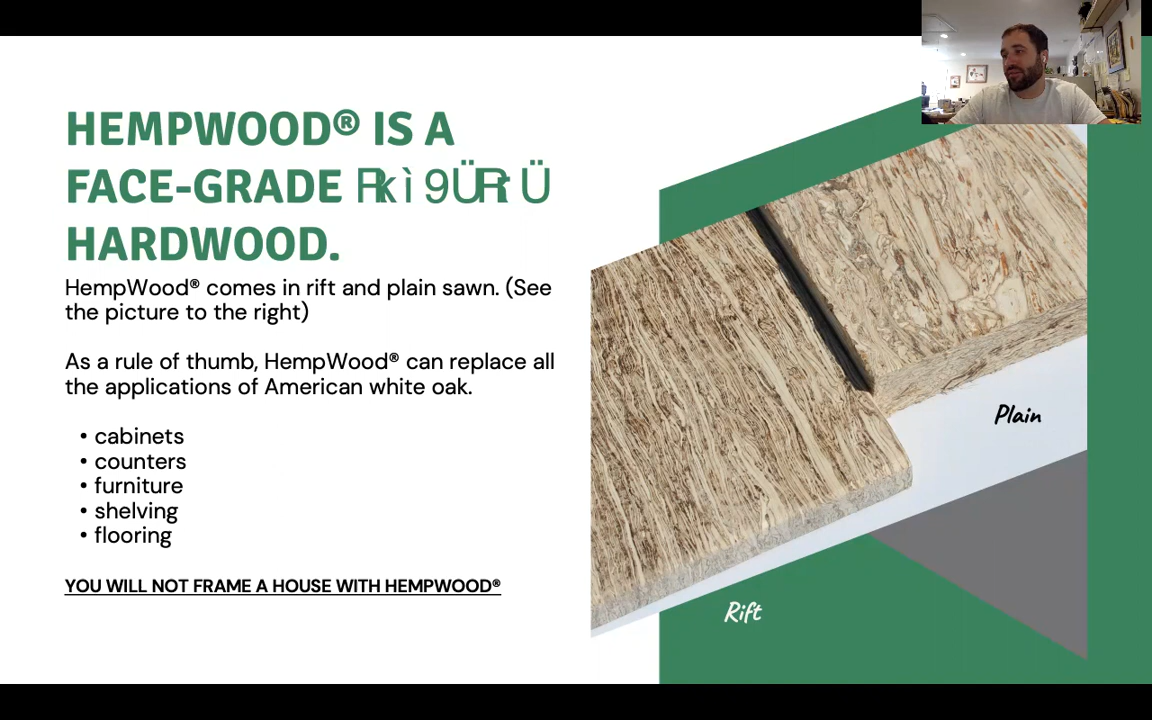 HEMPWOOD® IS A
FACE-GRADE
HARDWOOD.
HempWood® comes in rift and plain sawn. (See
the picture to the right)
As a rule of thumb, HempWood® can replace all
the applications of American white oak.
• cabinets
• counters
• furniture
• shelving
• flooring
YOU WILL NOT FRAME A HOUSE WITH HEMPWOOD®
Plain
Rift